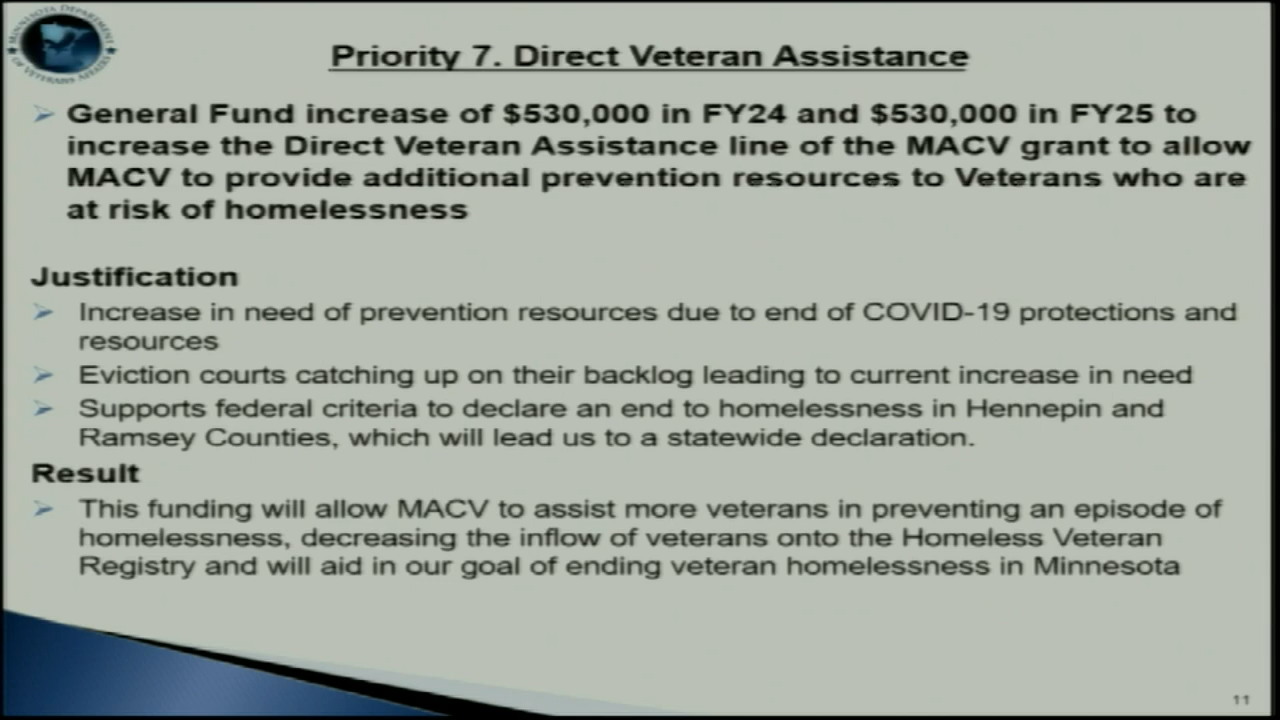 MINNESOTA DEPARTMENT
OF VETERANS AFFAIRS
Priority 7. Direct Veteran Assistance
General Fund increase of $530,000 in FY24 and $530,000 in FY25 to
increase the Direct Veteran Assistance line of the MACV grant to allow
MACV to provide additional prevention resources to Veterans who are
at risk of homelessness
Justification
Increase in need of prevention resources due to end of COVID-19 protections and
resources
Eviction courts catching up on their backlog leading to current increase in need
Supports federal criteria to declare an end to homelessness in Hennepin and
Ramsey Counties, which will lead us to a statewide declaration.
Result
This funding will allow MACV to assist more veterans in preventing an episode of
homelessness, decreasing the inflow of veterans onto the Homeless Veteran
Registry and will aid in our goal of ending veteran homelessness in Minnesota
11